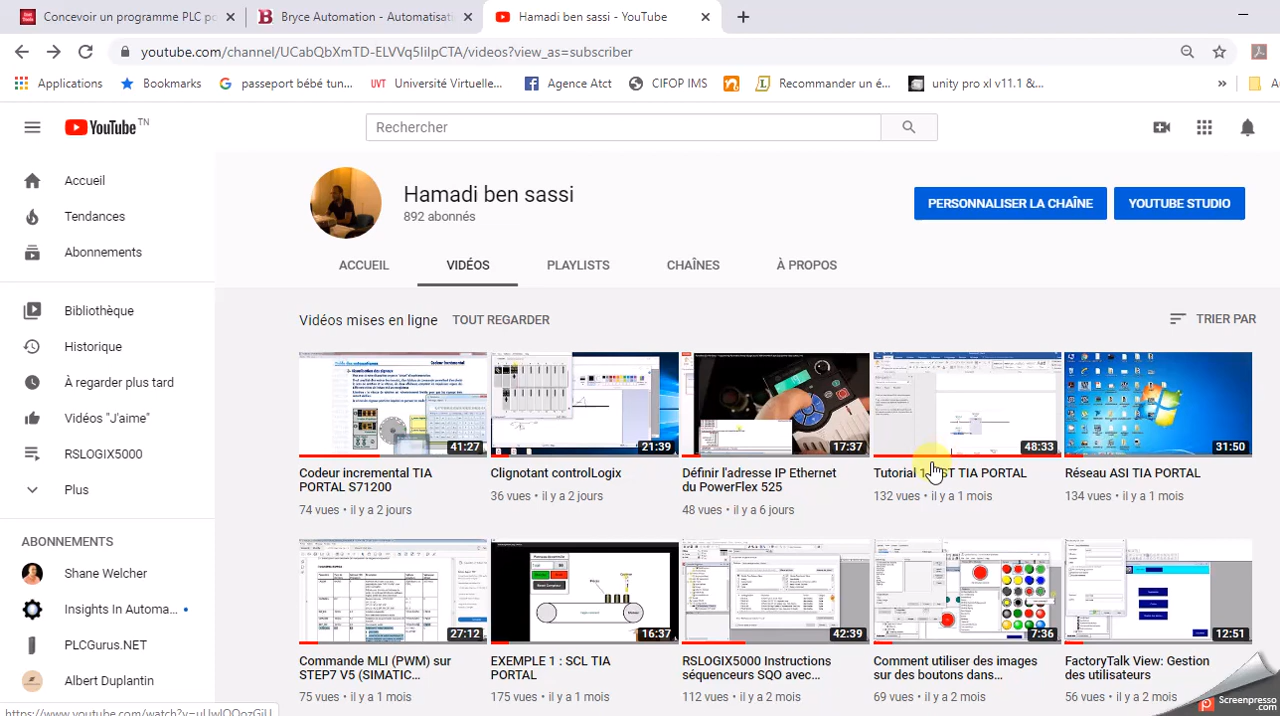 Concevoir un programme PLC po
Bryce Automation - Automatisati
Hamadi ben sassi - YouTube
youtube.com/channel/UCabQbXmTD-ELVVq5IiIpCTA/videos?view_as=subscriber
Applications
Bookmarks
passeport bébé tun...
UVT Université Virtuelle...
Agence Atct
CIFOP IMS
Recommander un é...
unity pro xl v11.1 &...
»
YouTube TN
Rechercher
Accueil
Tendances
Abonnements
Bibliothèque
Historique
À regarder plus tard
Vidéos "J'aime"
RSLOGIX5000
Plus
ABONNEMENTS
Shane Welcher
Insights In Automa...
PLCGurus.NET
Albert Duplantin
Hamadi ben sassi
892 abonnés
PERSONNALISER LA CHAÎNE
YOUTUBE STUDIO
ACCUEIL VIDÉOS PLAYLISTS CHAÎNES À PROPOS
Vidéos mises en ligne TOUT REGARDER
TRIER PAR
41:27
Codeur incremental TIA
PORTAL S71200
74 vues • il y a 2 jours
21:39
Clignotant controlLogix
36 vues • il y a 2 jours
17:37
Définir l'adresse IP Ethernet
du PowerFlex 525
48 vues • il y a 6 jours
48:33
Tutorial ST TIA PORTAL
132 vues • il y a 1 mois
31:50
Réseau ASI TIA PORTAL
134 vues • il y a 1 mois
27:12
Commande MLI (PWM) sur
STEP7 V5 (SIMATIC...
75 vues • il y a 1 mois
16:37
EXEMPLE 1 : SCL TIA
PORTAL
175 vues • il y a 1 mois
42:39
RSLOGIX5000 Instructions
séquenceurs SQO avec...
112 vues • il y a 1 mois
7:36
Comment utiliser des images
sur des boutons dans...
69 vues • il y a 1 mois
12:51
FactoryTalk View: Gestion
des utilisateurs
56 vues • il y a 2 mois
Screenpresso
.com